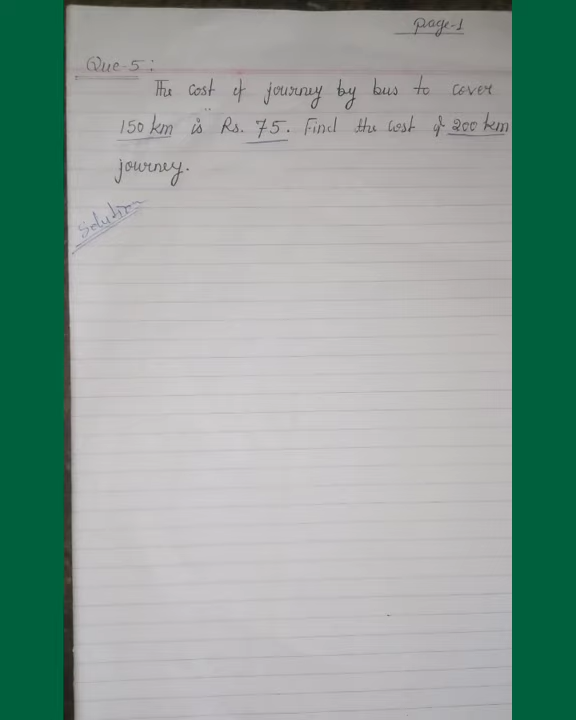 Page-1
Que-5:
The cost of journey by bus to cover
150 km is Rs. 75. Find the cost of 200 km
journey.
Solution